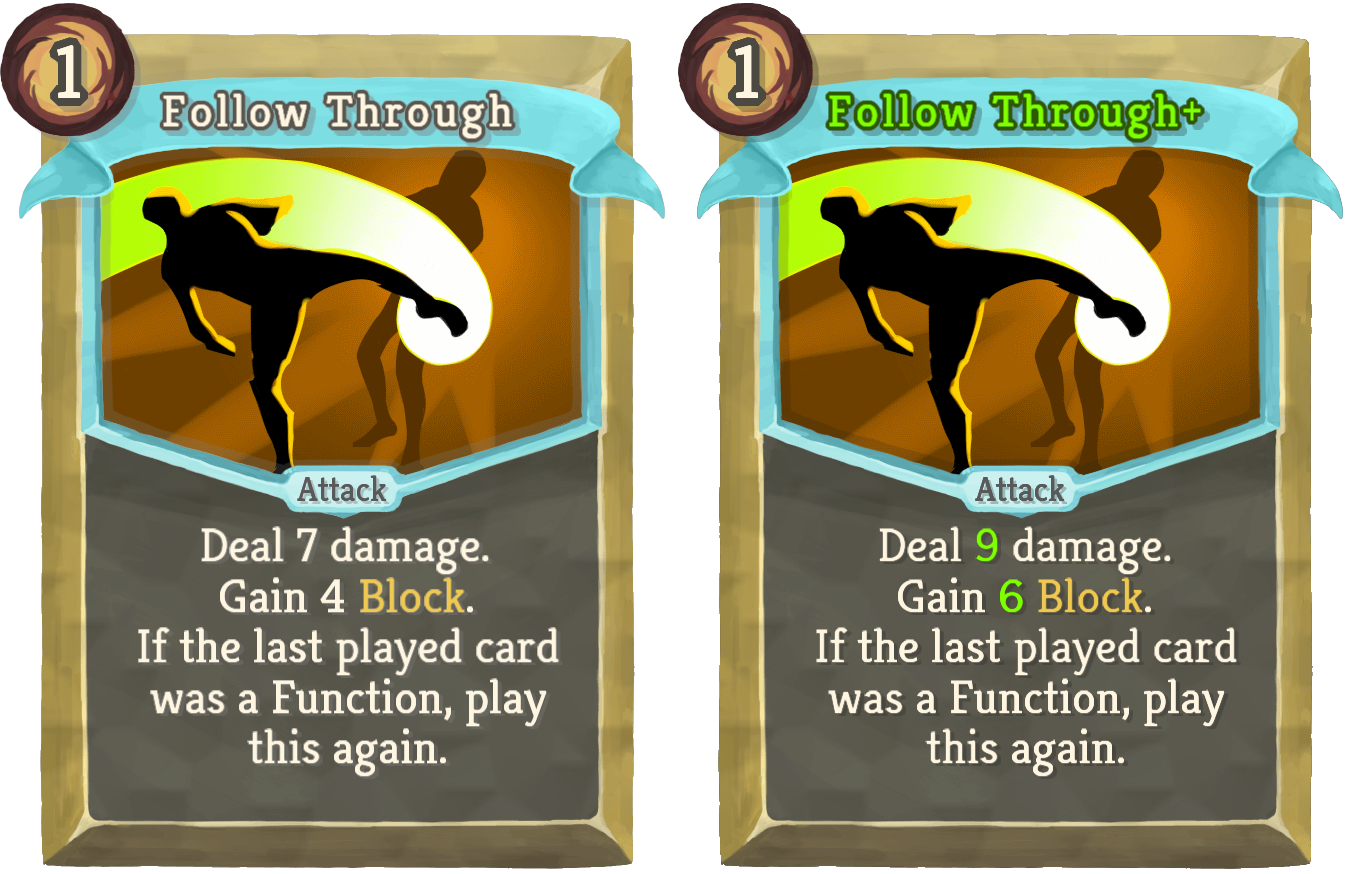 1
Follow Through
Attack
Deal 7 damage.
Gain 4 Block.
If the last played card
was a Function, play
this again.
1
Follow Through+
Attack
Deal 9 damage.
Gain 6 Block.
If the last played card
was a Function, play
this again.